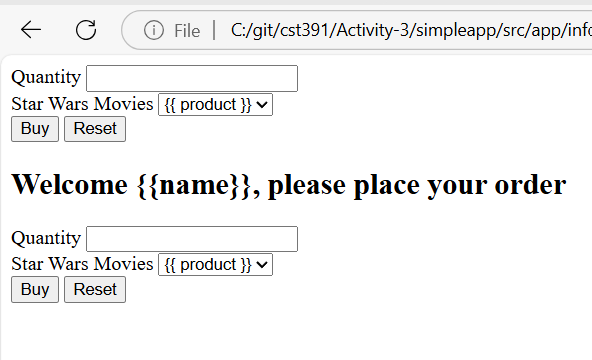 File | C:/git/cst391/Activity-3/simpleapp/src/app/info
Quantity
Star Wars Movies {{ product }}
Buy Reset
Welcome {{name}}, please place your order
Quantity
Star Wars Movies {{ product }}
Buy Reset